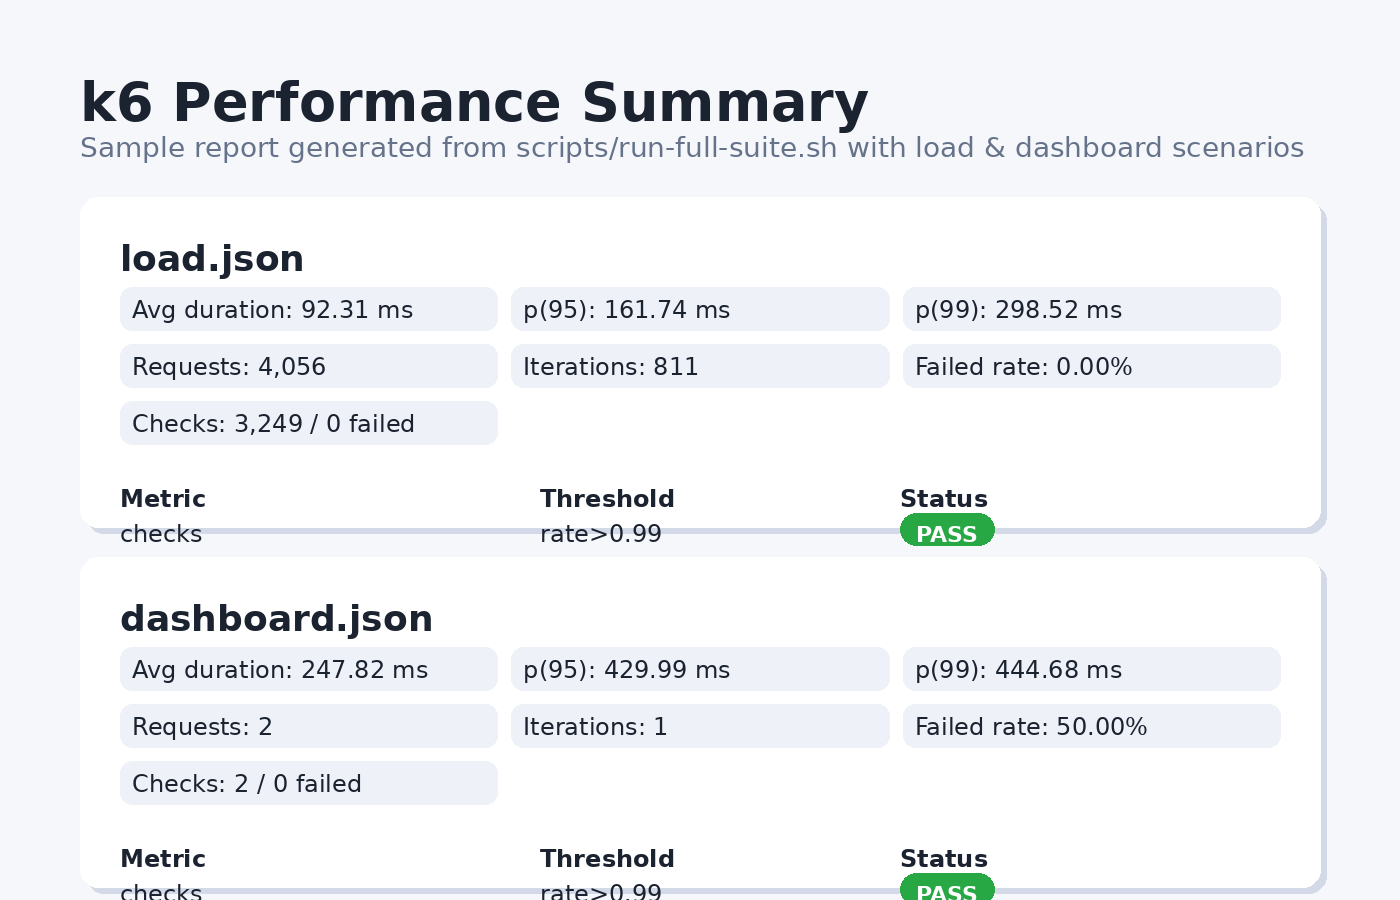 k6 Performance Summary
Sample report generated from scripts/run-full-suite.sh with load & dashboard scenarios
load.json
Avg duration: 92.31 ms p(95): 161.74 ms p(99): 298.52 ms
Requests: 4,056 Iterations: 811 Failed rate: 0.00%
Checks: 3,249 / 0 failed
Metric Threshold Status
checks rate>0.99 PASS
dashboard.json
Avg duration: 247.82 ms p(95): 429.99 ms p(99): 444.68 ms
Requests: 2 Iterations: 1 Failed rate: 50.00%
Checks: 2 / 0 failed
Metric Threshold Status
checks rate>0.99 PASS